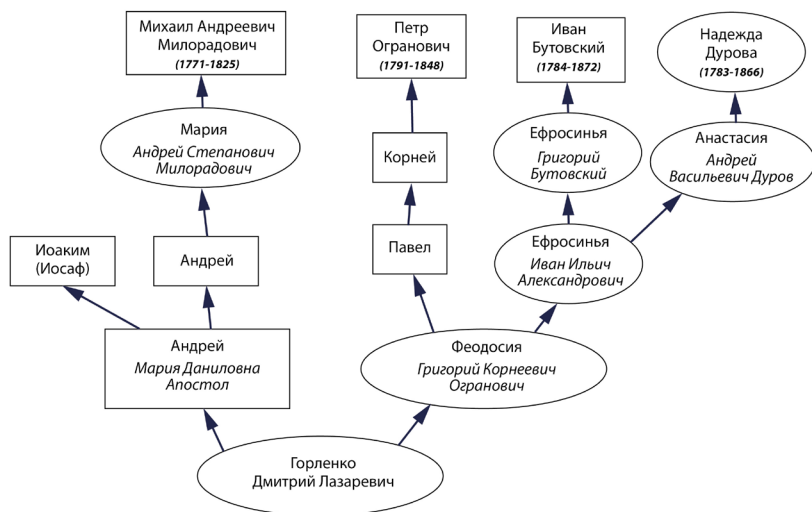 Михаил Андреевич
Милорадович
(1771-1825)
Петр
Огранович
(1791-1848)
Иван
Бутовский
(1784-1872)
Надежда
Дурова
(1783-1866)
Мария
Андрей Степанович
Милорадович
Корней
Ефросинья
Григорий
Бутовский
Анастасия
Андрей
Васильевич Дуров
Иоаким
(Иосаф)
Андрей
Павел
Ефросинья
Иван Ильич
Александрович
Андрей
Мария Даниловна
Апостол
Феодосия
Григорий Корнеевич
Огранович
Горленко
Дмитрий Лазаревич